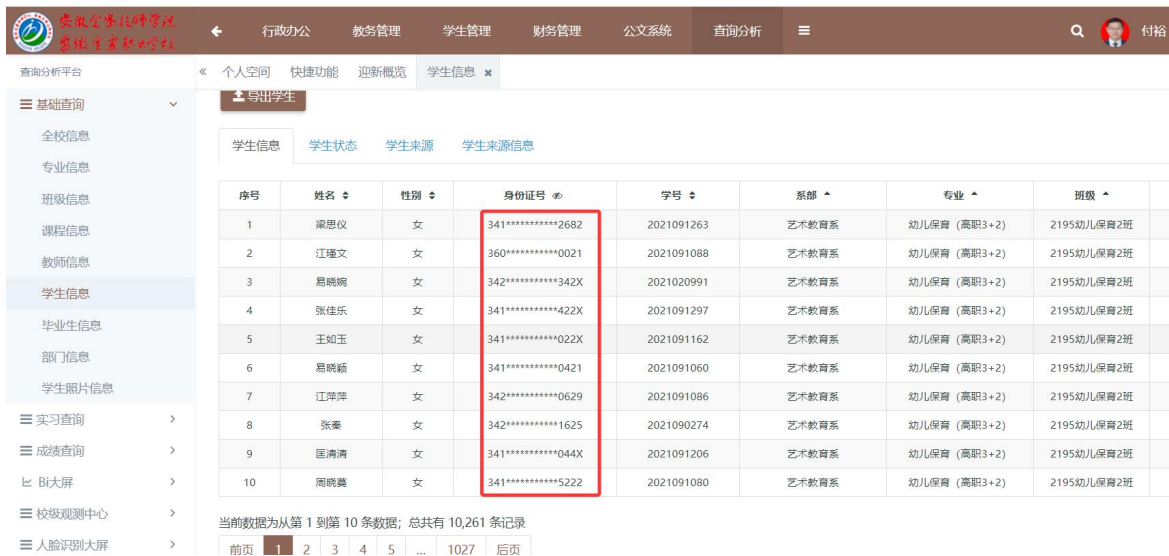 行政办公 教务管理 学生管理 财务管理 公文系统 查询分析 付裕
查询分析平台 « 个人空间 快捷功能 迎新概览 学生信息 ×
基础查询
导出学生
全校信息
专业信息
班级信息
课程信息
教师信息
学生信息
毕业生信息
部门信息
学生照片信息
实习查询
成绩查询
Bi大屏
校级观测中心
人脸识别大屏
学生信息 学生状态 学生来源 学生来源信息
序号 姓名 性别 身份证号 学号 系部 专业 班级
1 梁思仪 女 341***********2682 2021091263 艺术教育系 幼儿保育(高职3+2) 2195幼儿保育2班
2 江瑾文 女 360***********0021 2021091088 艺术教育系 幼儿保育(高职3+2) 2195幼儿保育2班
3 易晓婉 女 342***********342X 2021020991 艺术教育系 幼儿保育(高职3+2) 2195幼儿保育2班
4 张佳乐 女 341***********422X 2021091297 艺术教育系 幼儿保育(高职3+2) 2195幼儿保育2班
5 王如玉 女 341***********022X 2021091162 艺术教育系 幼儿保育(高职3+2) 2195幼儿保育2班
6 易晓颖 女 341***********0421 2021091060 艺术教育系 幼儿保育(高职3+2) 2195幼儿保育2班
7 江萍萍 女 342***********0629 2021091086 艺术教育系 幼儿保育(高职3+2) 2195幼儿保育2班
8 张秦 女 342***********1625 2021090274 艺术教育系 幼儿保育(高职3+2) 2195幼儿保育2班
9 匡清清 女 341***********044X 2021091206 艺术教育系 幼儿保育(高职3+2) 2195幼儿保育2班
10 周晓蔓 女 341***********5222 2021091080 艺术教育系 幼儿保育(高职3+2) 2195幼儿保育2班
当前数据为从第 1 到第 10 条数据；总共有 10,261 条记录
前页 1 2 3 4 5 ... 1027 后页